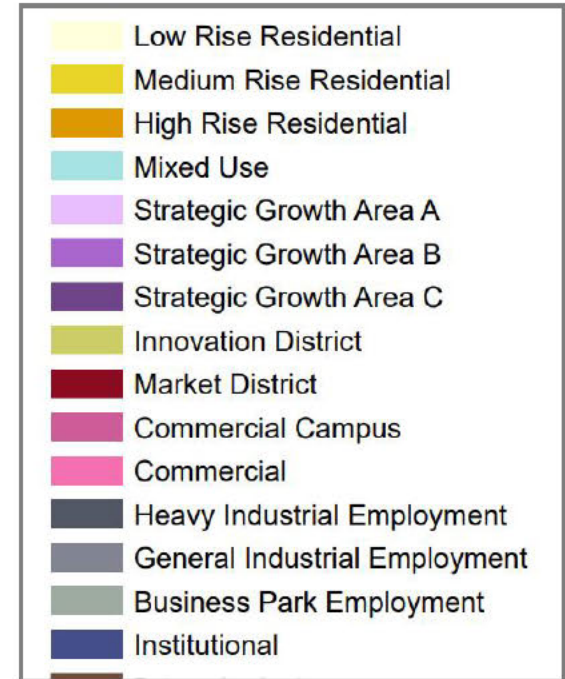 Low Rise Residential
Medium Rise Residential
High Rise Residential
Mixed Use
Strategic Growth Area A
Strategic Growth Area B
Strategic Growth Area C
Innovation District
Market District
Commercial Campus
Commercial
Heavy Industrial Employment
General Industrial Employment
Business Park Employment
Institutional